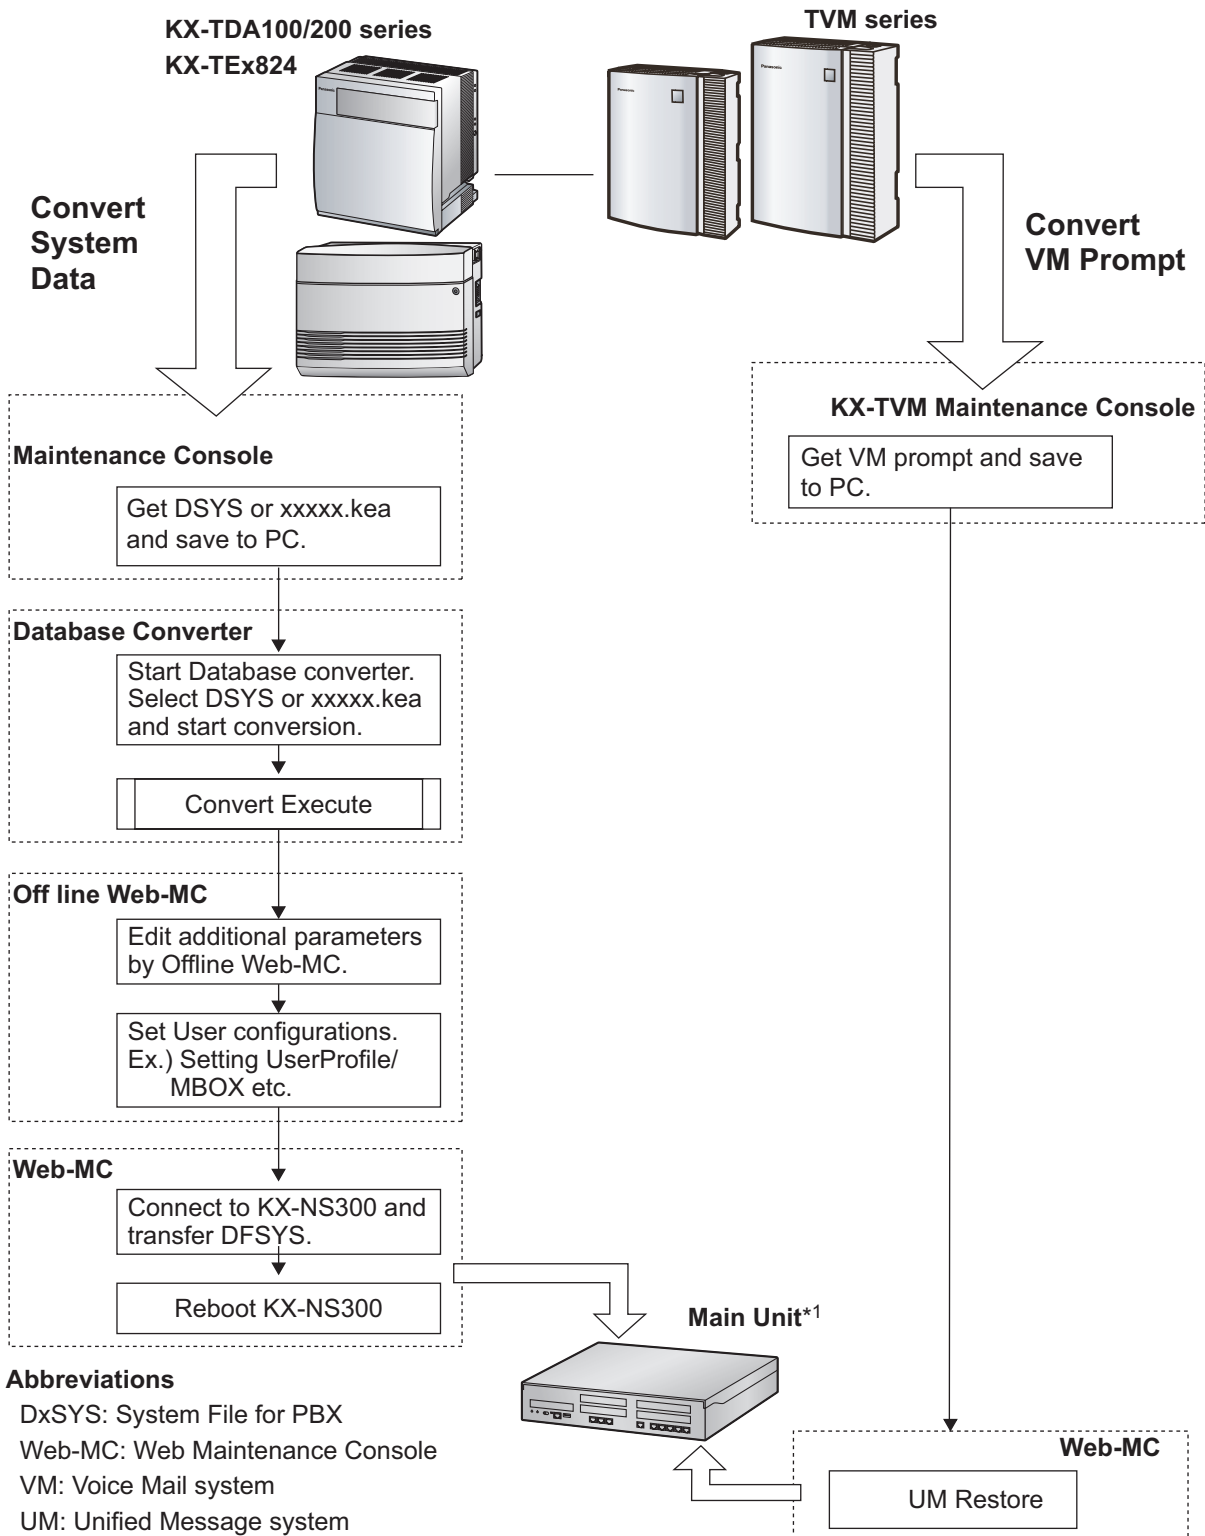 KX-TDA100/200 series
KX-TEx824
TVM series
Panasonic
Panasonic
Panasonic
Convert
System
Data
Convert
VM Prompt
Maintenance Console
Get DSYS or xxxxx.kea
and save to PC.
KX-TVM Maintenance Console
Get VM prompt and save
to PC.
Database Converter
Start Database converter.
Select DSYS or xxxxx.kea
and start conversion.
Convert Execute
Off line Web-MC
Edit additional parameters
by Offline Web-MC.
Set User configurations.
Ex.) Setting UserProfile/
MBOX etc.
Web-MC
Connect to KX-NS300 and
transfer DFSYS.
Reboot KX-NS300
Main Unit*1
Abbreviations
DxSYS: System File for PBX
Web-MC: Web Maintenance Console
VM: Voice Mail system
UM: Unified Message system
Web-MC
UM Restore